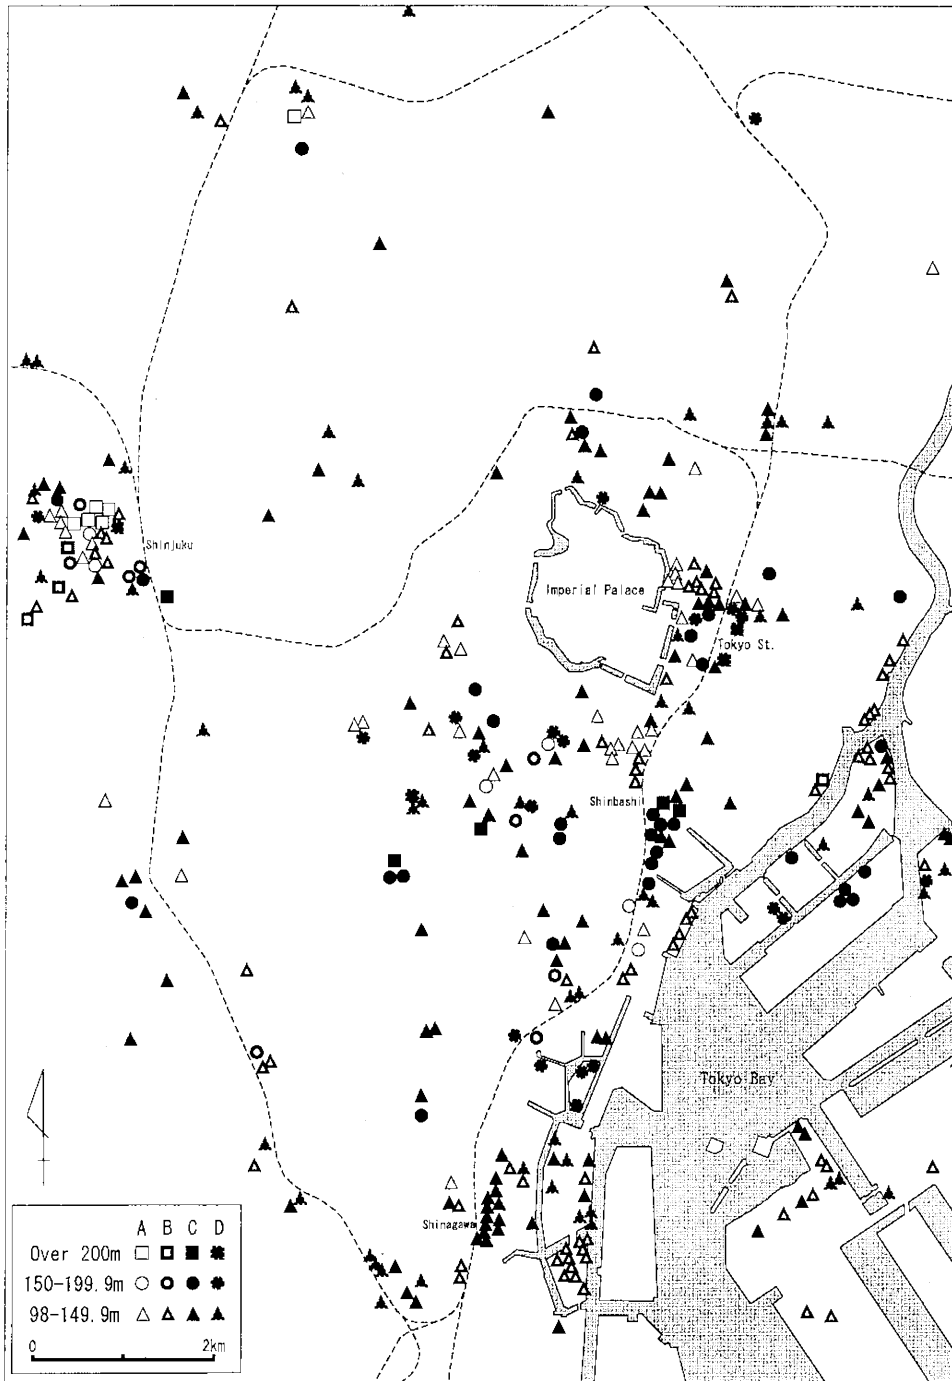 Shinjuku
Imperial Palace
Tokyo St.
Shinbashi
Tokyo Bay
Shinagawa
A B C D
Over 200m
150-199.9m
98-149.9m
0 2km